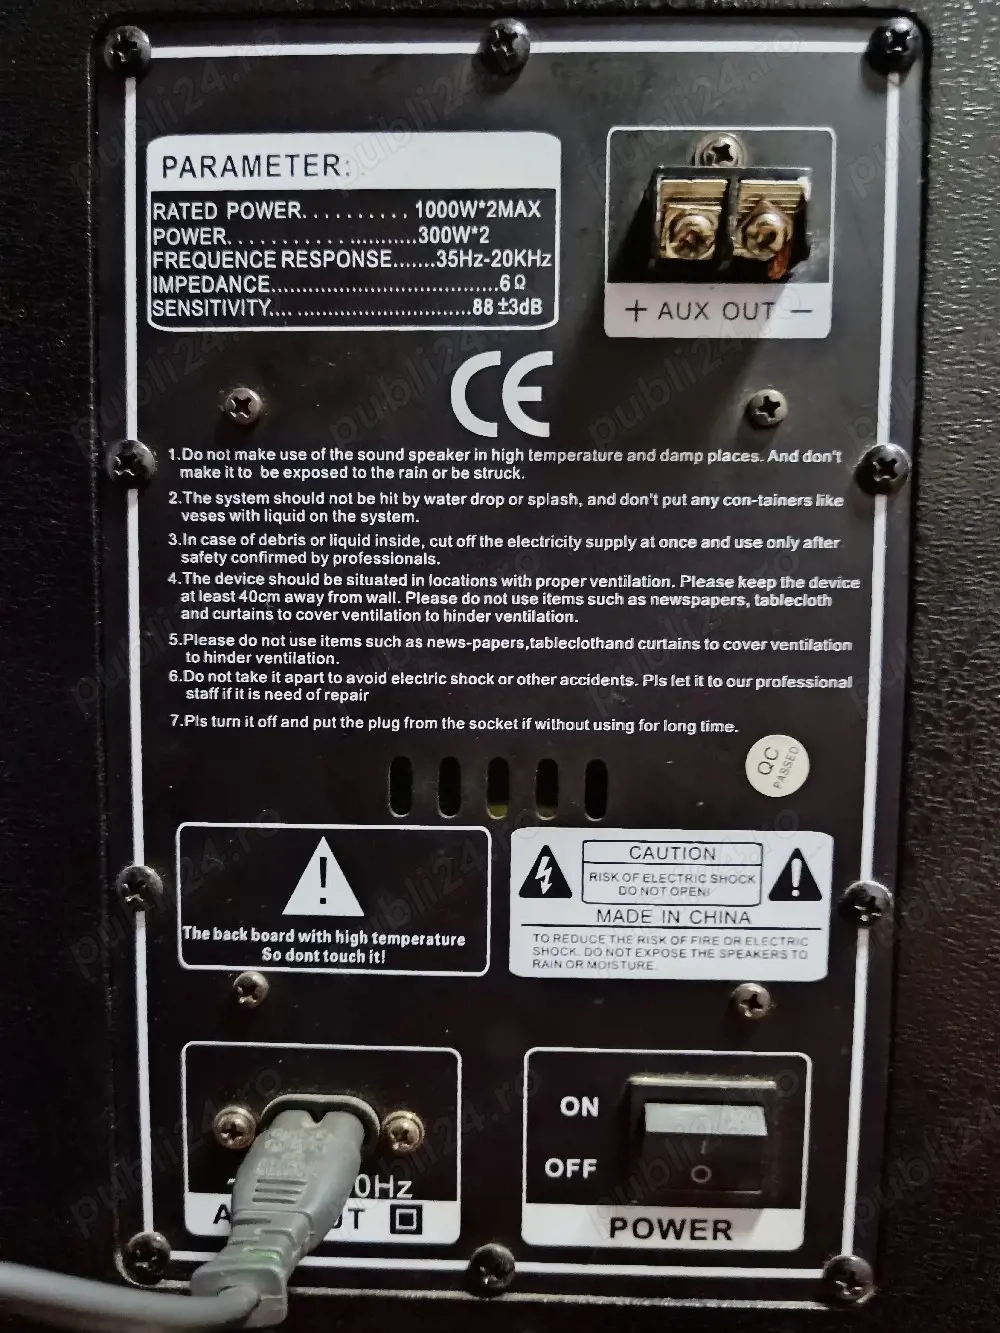 PARAMETER:
RATED POWER.......... 1000W*2MAX
POWER......................300W*2
FREQUENCE RESPONSE.......35Hz-20KHz
IMPEDANCE...................................6Ω
SENSITIVITY.... ...........................88 ±3dB
+ AUX OUT −
CE
1.Do not make use of the sound speaker in high temperature and damp places. And don't
make it to be exposed to the rain or be struck.
2.The system should not be hit by water drop or splash, and don't put any con-tainers like
veses with liquid on the system.
3.In case of debris or liquid inside, cut off the electricity supply at once and use only after
safety confirmed by professionals.
4.The device should be situated in locations with proper ventilation. Please keep the device
at least 40cm away from wall. Please do not use items such as newspapers, tablecloth
and curtains to cover ventilation to hinder ventilation.
5.Please do not use items such as news-papers,tableclothand curtains to cover ventilation
to hinder ventilation.
6.Do not take it apart to avoid electric shock or other accidents. Pls let it to our professional
staff if it is need of repair
7.Pls turn it off and put the plug from the socket if without using for long time.
QC
PASSED
The back board with high temperature
So dont touch it!
CAUTION
RISK OF ELECTRIC SHOCK
DO NOT OPEN!
MADE IN CHINA
TO REDUCE THE RISK OF FIRE OR ELECTRIC
SHOCK. DO NOT EXPOSE THE SPEAKERS TO
RAIN OR MOISTURE.
0Hz
ON
OFF
POWER
publi24.ro